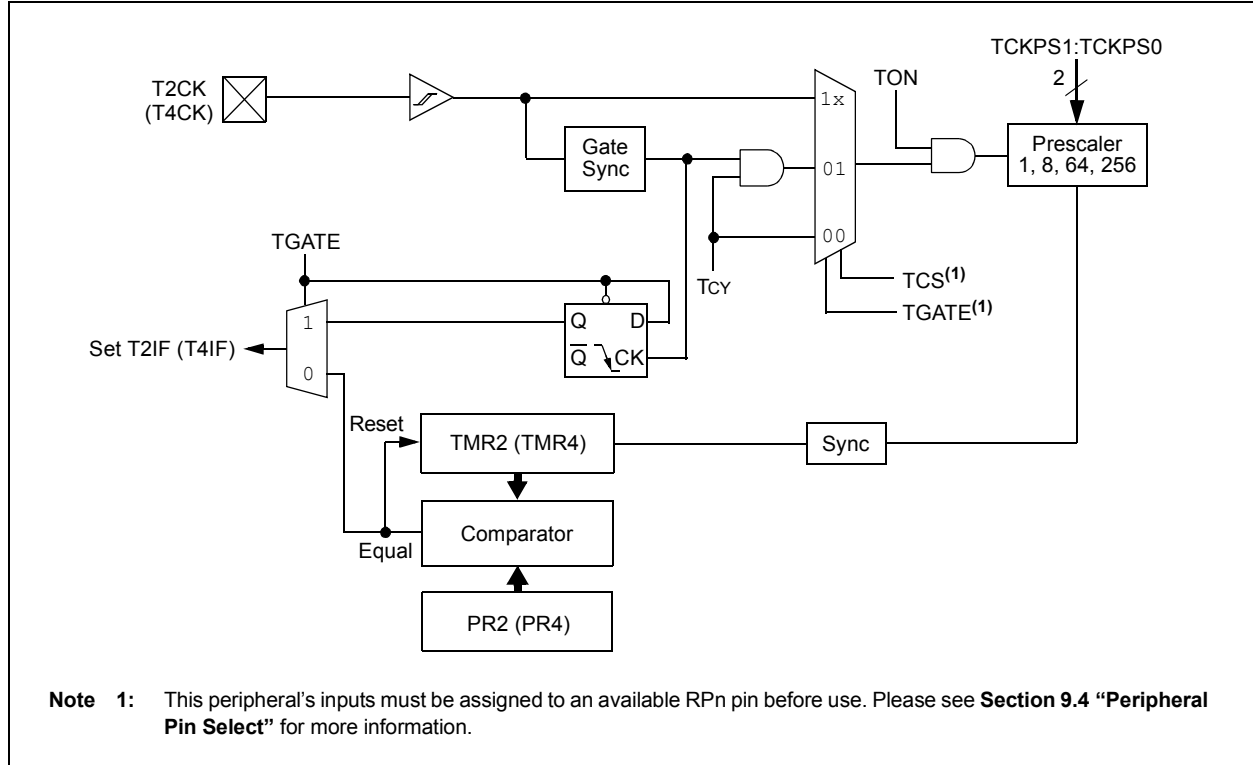 TCKPS1:TCKPS0
2
TON
T2CK
(T4CK)
1x
Gate
Sync
01
Prescaler
1, 8, 64, 256
00
TGATE
TCY
TCS(1)
TGATE(1)
1
Q D
Set T2IF (T4IF)
Q CK
0
Reset
TMR2 (TMR4)
Sync
Equal
Comparator
PR2 (PR4)
Note 1: This peripheral's inputs must be assigned to an available RPn pin before use. Please see Section 9.4 “Peripheral
Pin Select” for more information.